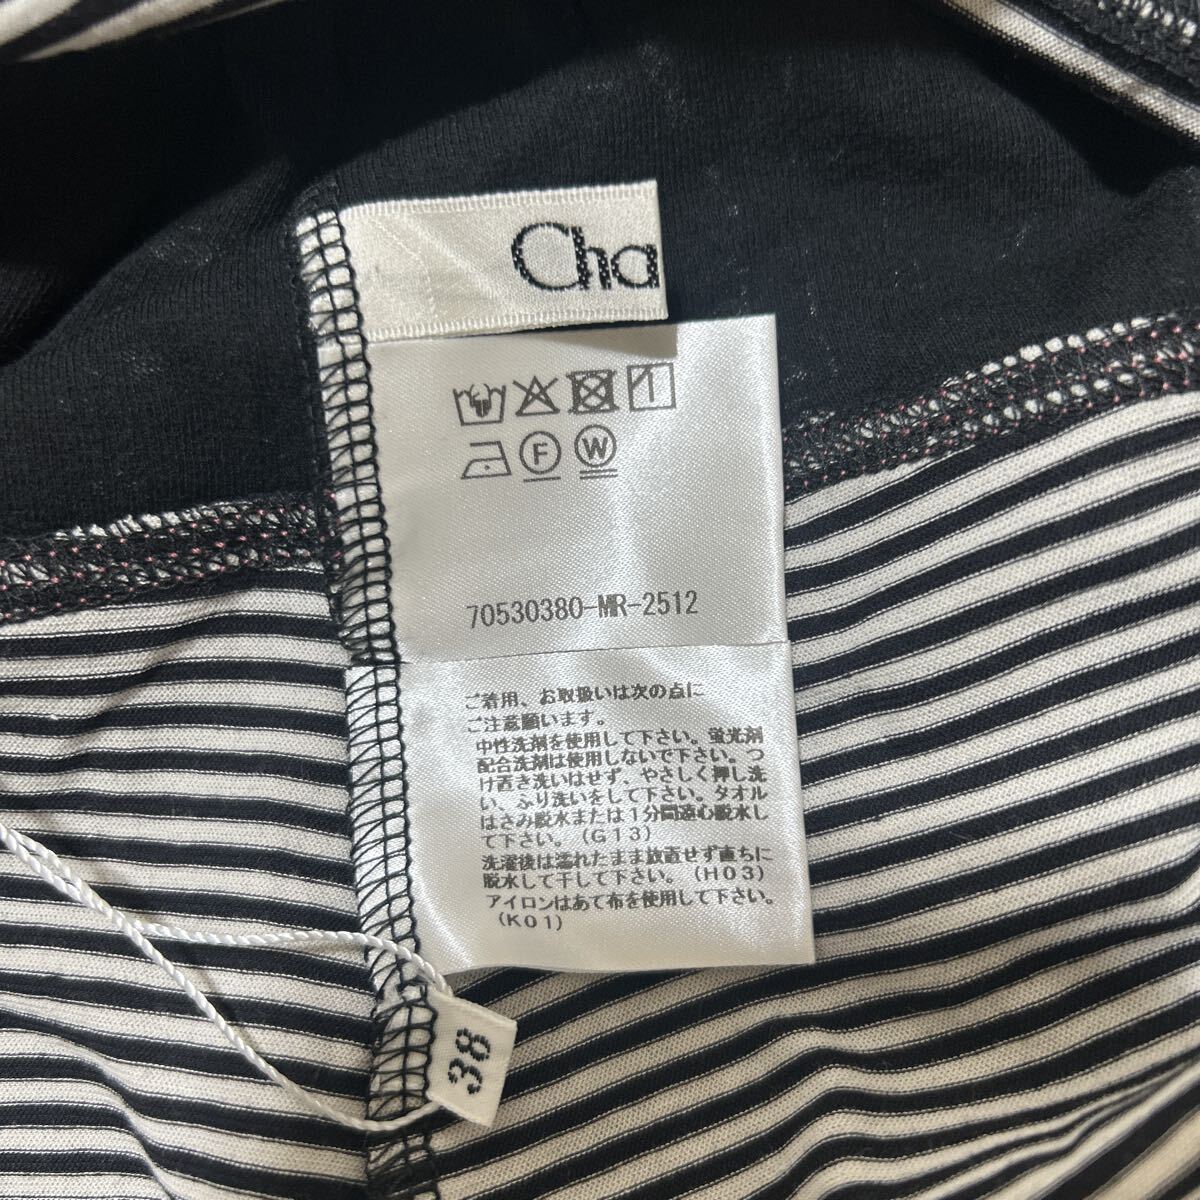 Cha
F W
70530380-MR-2512
ご着用、お取扱いは次の点に
ご注意願います。
中性洗剤を使用して下さい。蛍光剤
配合洗剤は使用しないで下さい。つ
け置き洗いはせず、やさしく押し洗
い、ふり洗いをして下さい。タオル
はさみ脱水または1分間遠心脱水し
て下さい。(G13)
洗濯後は濡れたまま放置せず直ちに
脱水して干して下さい。(H03)
アイロンはあて布を使用して下さい。
(K01)
38